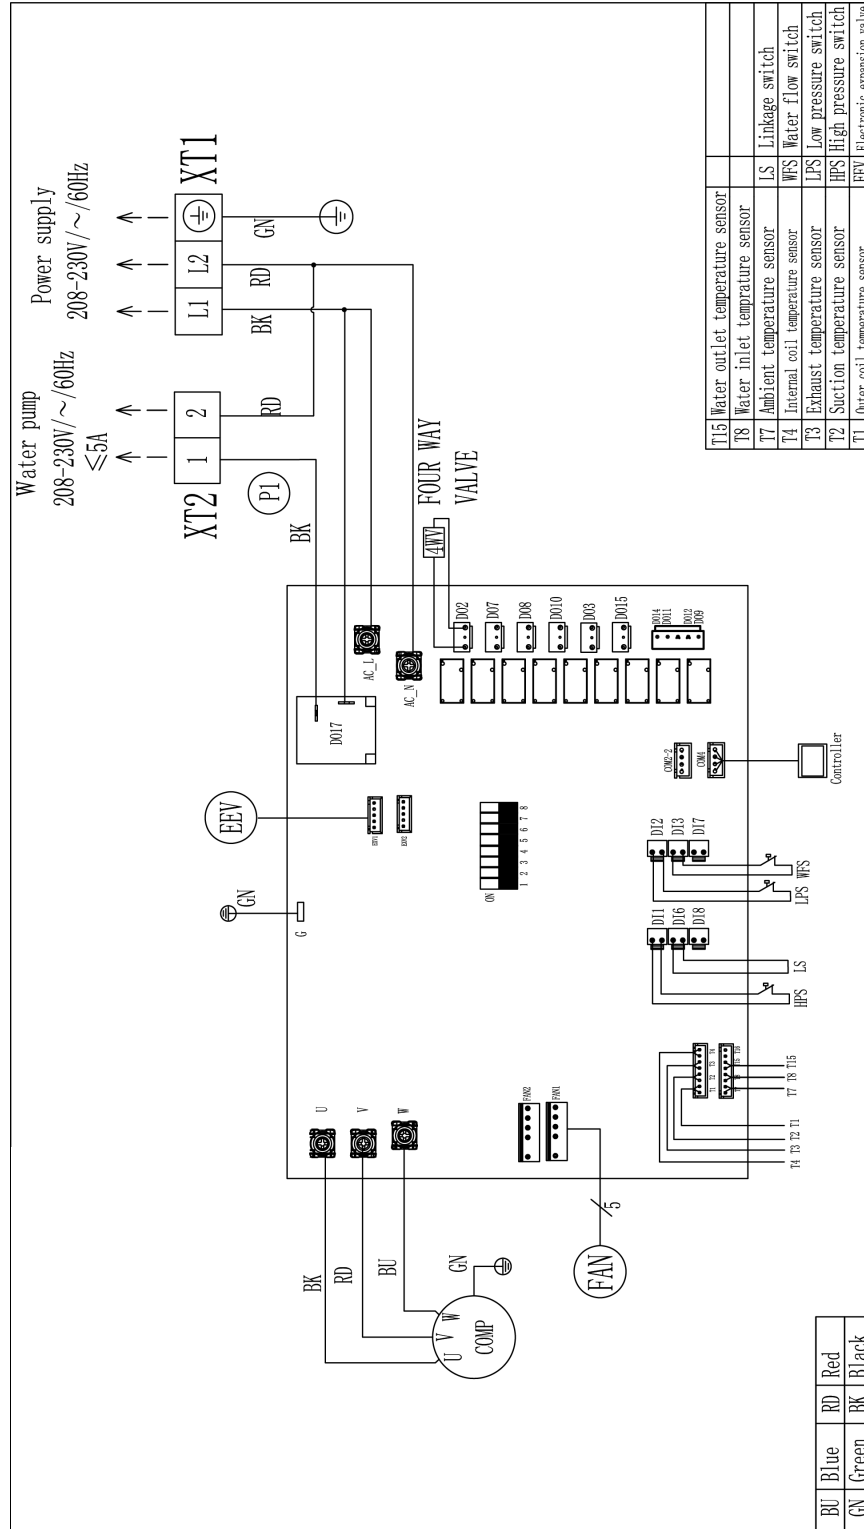 Power supply
208-230V/～/60Hz
Water pump
208-230V/～/60Hz
≤5A
XT1
L1
L2
GN
RD
BK
XT2
1
2
RD
P1
BK
FOUR WAY
VALVE
4WV
AC_L
AC_N
DO17
DO2
DO7
DO8
DO10
DO3
DO15
DO14
DO11
DO12
DO9
EEV
GN
G
ON
1 2 3 4 5 6 7 8
COM2-2
COM4
Controller
DI2
DI3
DI7
WFS
LPS
DI1
DI6
DI8
LS
HPS
U
V
W
FAN2
FAN1
5
FAN
BK
RD
BU
GN
U V W
COMP
T1
T2
T3
T4
T15
T16
T4 T3 T2 T1
T7 T8 T15
T15 Water outlet temperature sensor
T8 Water inlet temprature sensor
T7 Ambient temperature sensor LS Linkage switch
T4 Internal coil temperature sensor WFS Water flow switch
T3 Exhaust temperature sensor LPS Low pressure switch
T2 Suction temperature sensor HPS High pressure switch
T1 Outer coil temperature sensor EEV Electronic expansion valve
BU Blue RD Red
GN Green BK Black